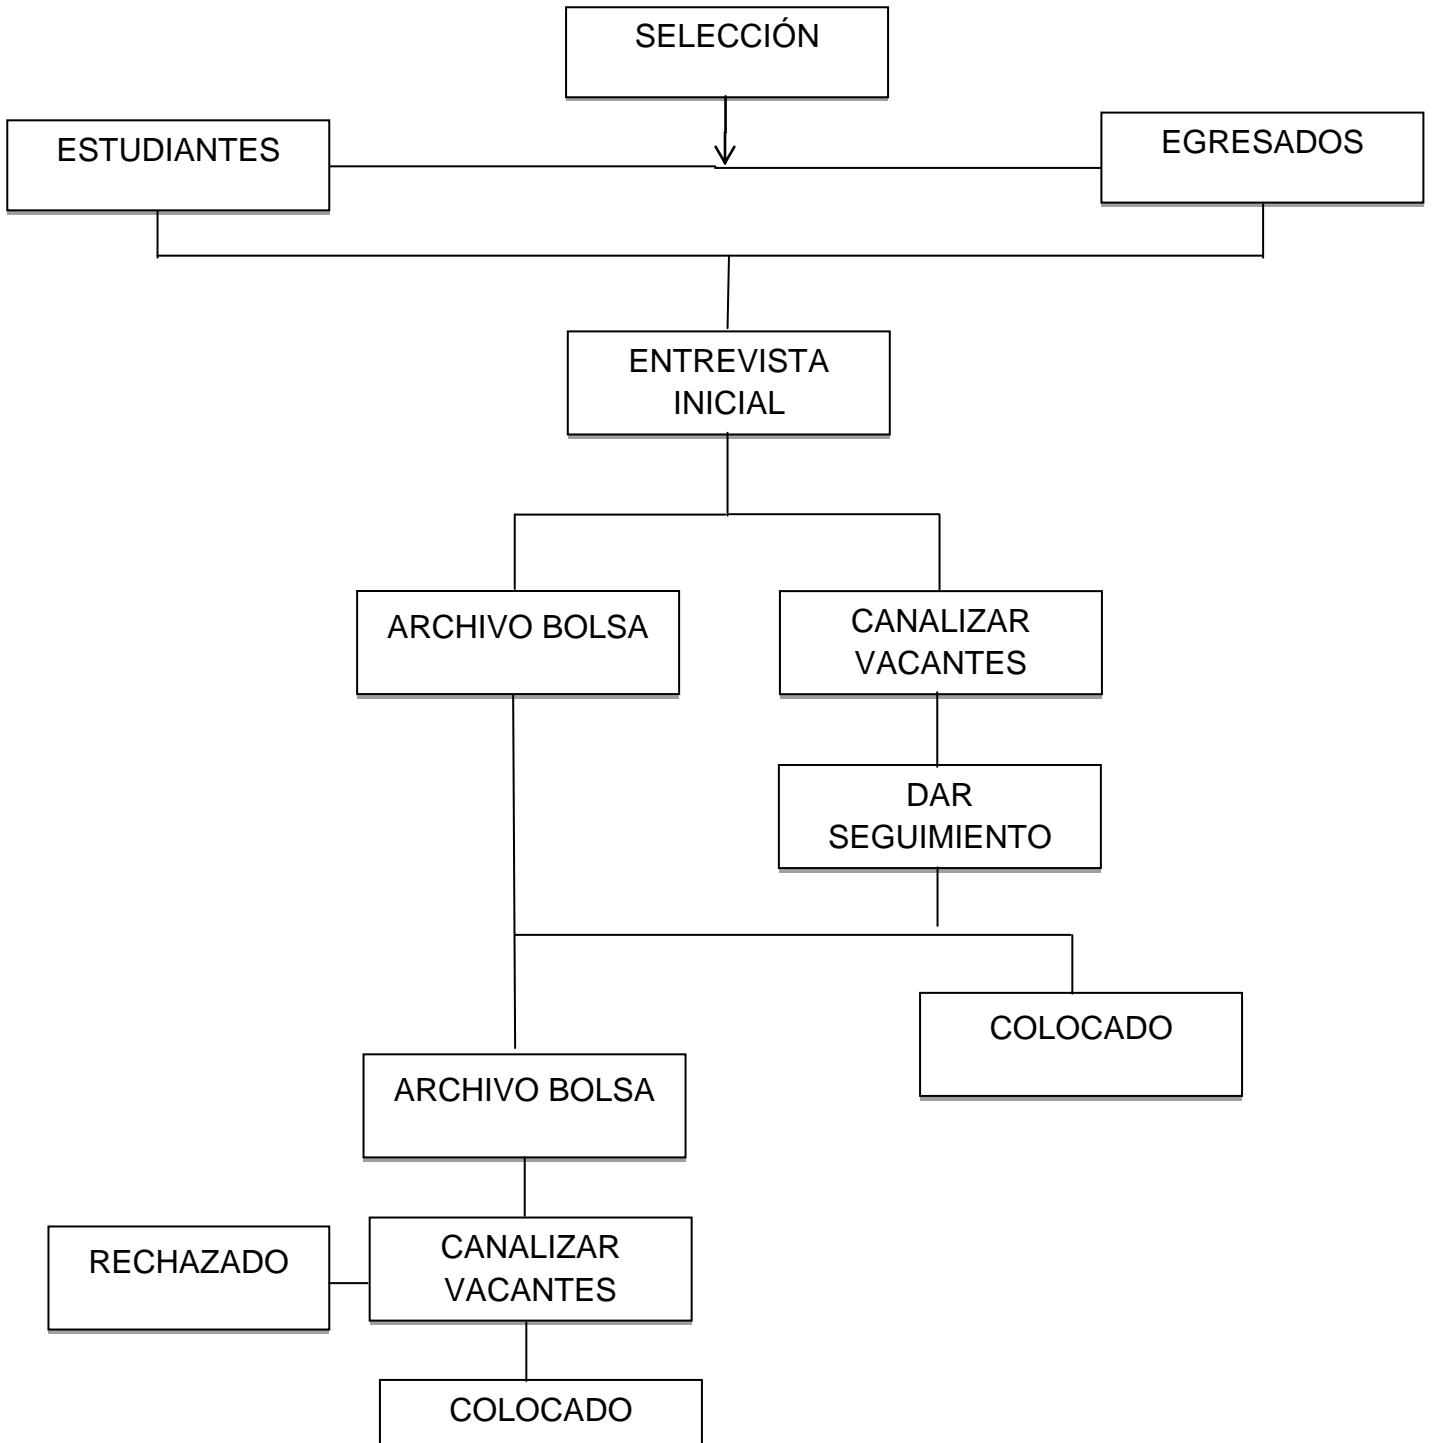 SELECCIÓN
ESTUDIANTES
EGRESADOS
ENTREVISTA
INICIAL
ARCHIVO BOLSA
CANALIZAR
VACANTES
DAR
SEGUIMIENTO
COLOCADO
ARCHIVO BOLSA
RECHAZADO
CANALIZAR
VACANTES
COLOCADO